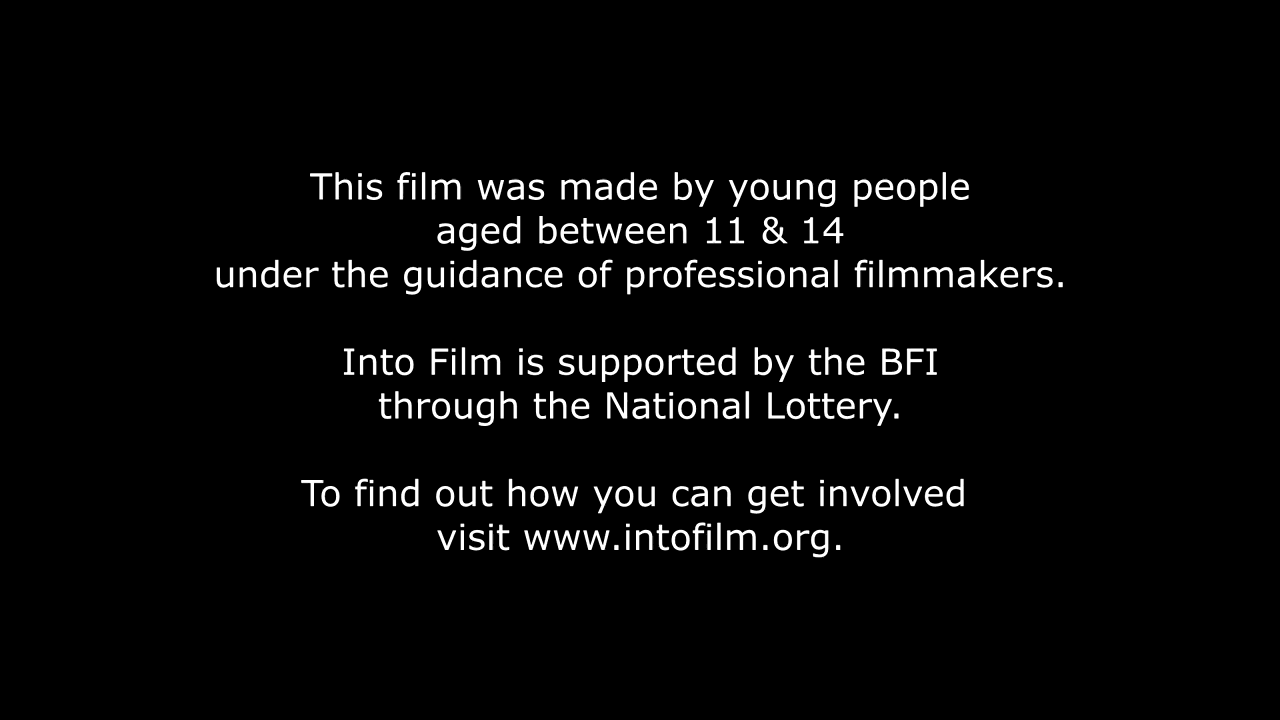 This film was made by young people
aged between 11 & 14
under the guidance of professional filmmakers.
Into Film is supported by the BFI
through the National Lottery.
To find out how you can get involved
visit www.intofilm.org.